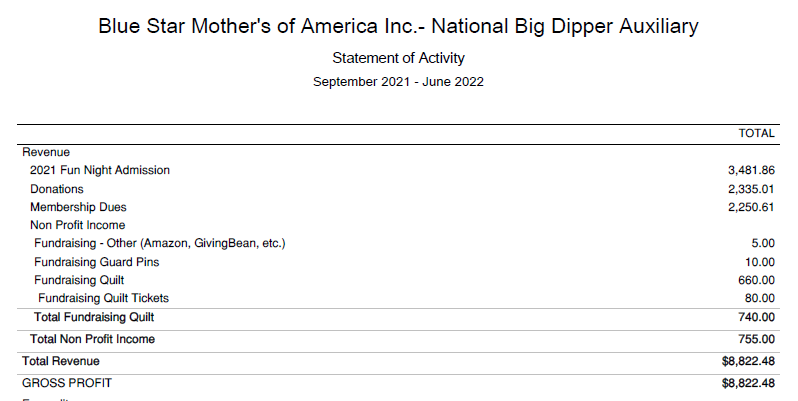 Blue Star Mother's of America Inc.- National Big Dipper Auxiliary
Statement of Activity
September 2021 - June 2022
TOTAL
Revenue
2021 Fun Night Admission 3,481.86
Donations 2,335.01
Membership Dues 2,250.61
Non Profit Income
Fundraising - Other (Amazon, GivingBean, etc.) 5.00
Fundraising Guard Pins 10.00
Fundraising Quilt 660.00
Fundraising Quilt Tickets 80.00
Total Fundraising Quilt 740.00
Total Non Profit Income 755.00
Total Revenue $8,822.48
GROSS PROFIT $8,822.48